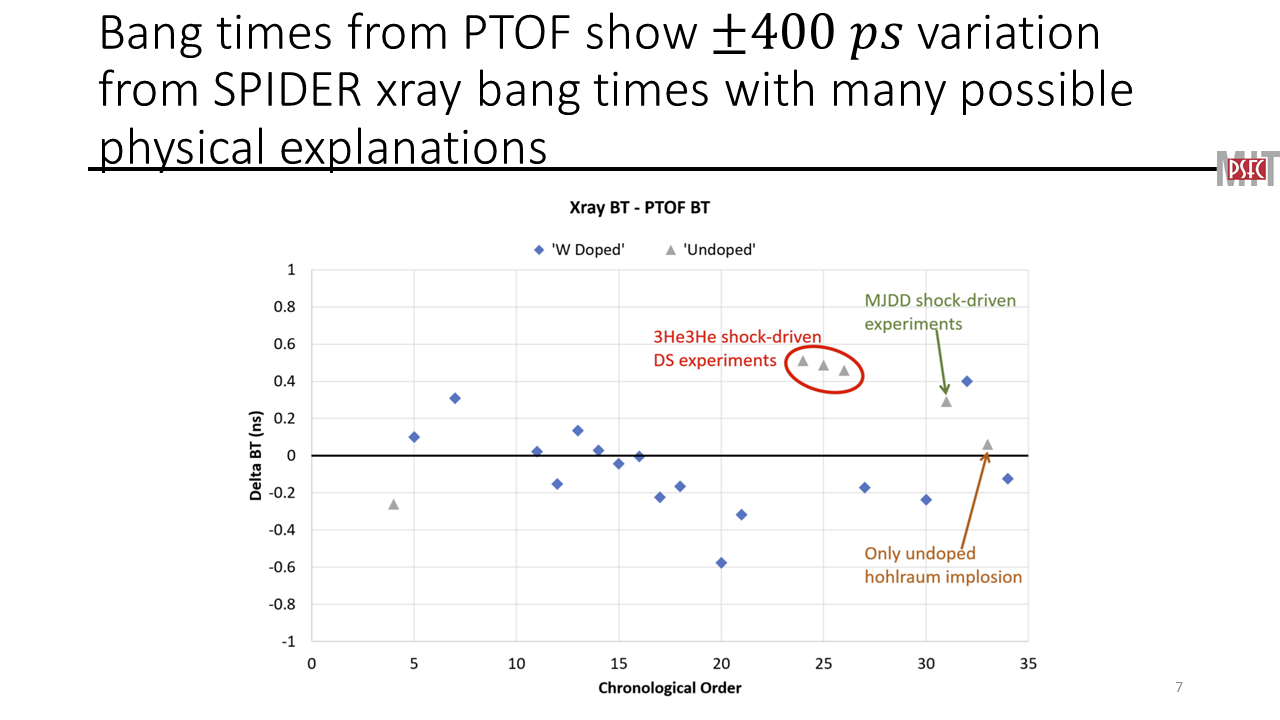 Bang times from PTOF show ±400 ps variation
from SPIDER xray bang times with many possible
physical explanations
MIT
PSFC
Xray BT - PTOF BT
'W Doped' 'Undoped'
1
0.8
0.6
0.4
0.2
0
-0.2
-0.4
-0.6
-0.8
-1
Delta BT (ns)
MJDD shock-driven
experiments
3He3He shock-driven
DS experiments
Only undoped
hohlraum implosion
0 5 10 15 20 25 30 35
Chronological Order
7